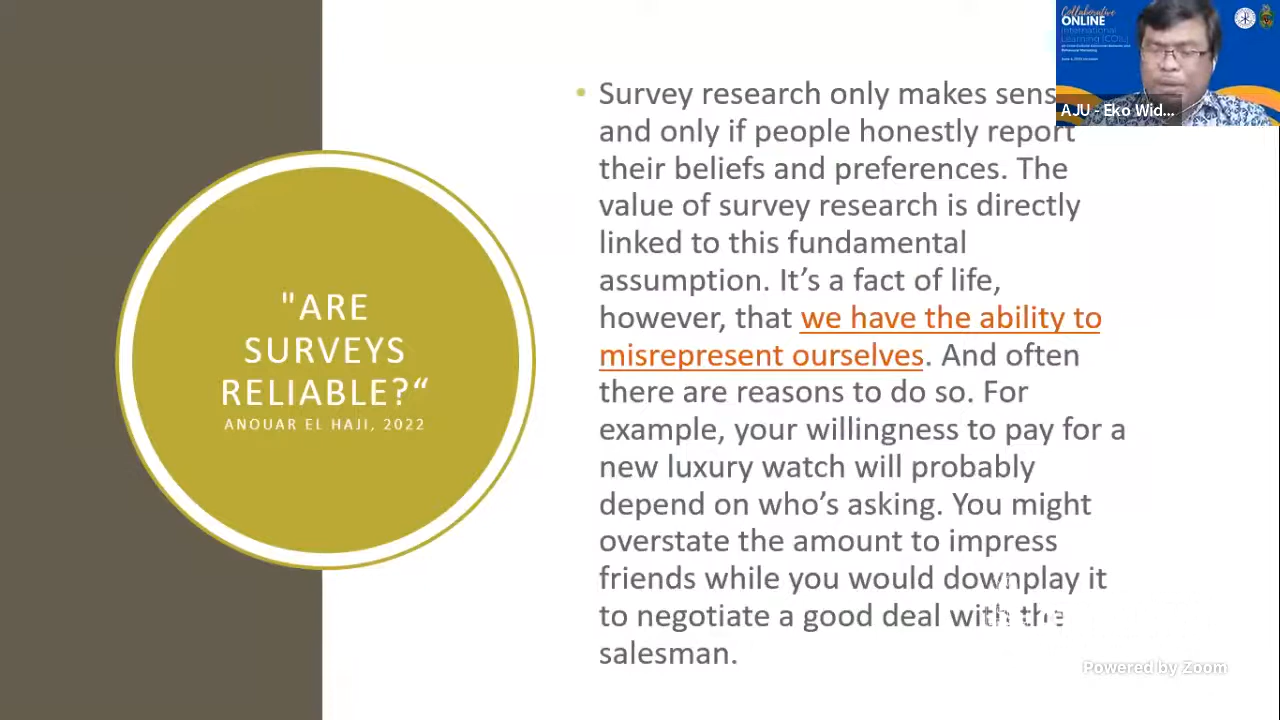 "ARE
SURVEYS
RELIABLE?“
ANOUAR EL HAJI, 2022
• Survey research only makes sens
and only if people honestly report
their beliefs and preferences. The
value of survey research is directly
linked to this fundamental
assumption. It’s a fact of life,
however, that we have the ability to
misrepresent ourselves. And often
there are reasons to do so. For
example, your willingness to pay for a
new luxury watch will probably
depend on who’s asking. You might
overstate the amount to impress
friends while you would downplay it
to negotiate a good deal with the
salesman.
Collaborative
ONLINE
International
Learning (COIL)
AJU - Eko Wid...
Powered by Zoom